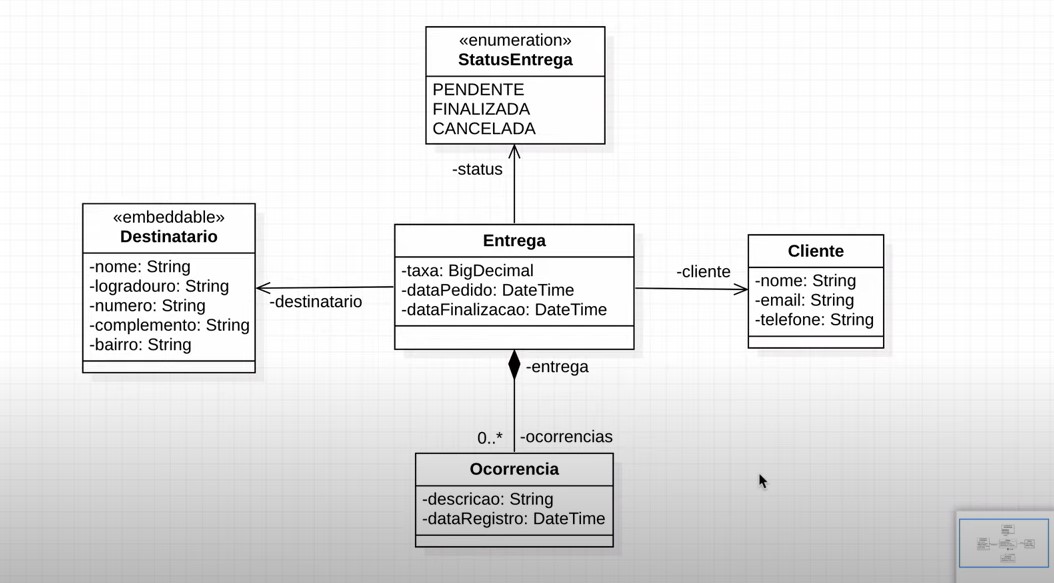 «enumeration»
StatusEntrega
PENDENTE
FINALIZADA
CANCELADA
-status
«embeddable»
Destinatario
-nome: String
-logradouro: String
-numero: String
-complemento: String
-bairro: String
-destinatario
Entrega
-taxa: BigDecimal
-dataPedido: DateTime
-dataFinalizacao: DateTime
-cliente
Cliente
-nome: String
-email: String
-telefone: String
-entrega
0..*
-ocorrencias
Ocorrencia
-descricao: String
-dataRegistro: DateTime